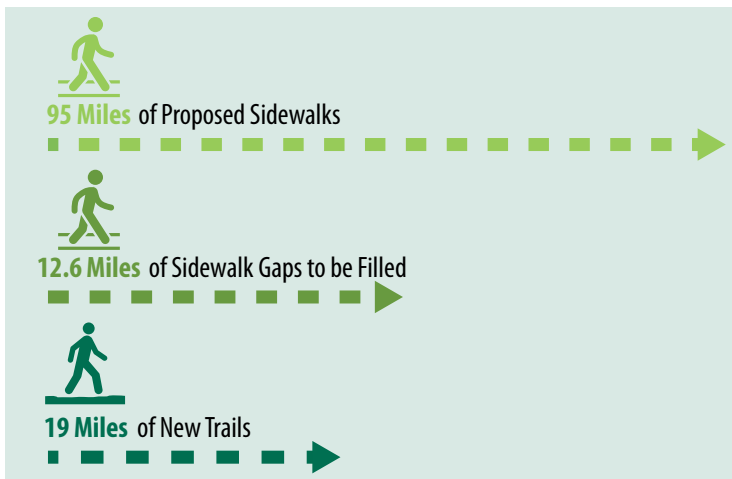 95 Miles of Proposed Sidewalks
12.6 Miles of Sidewalk Gaps to be Filled
19 Miles of New Trails